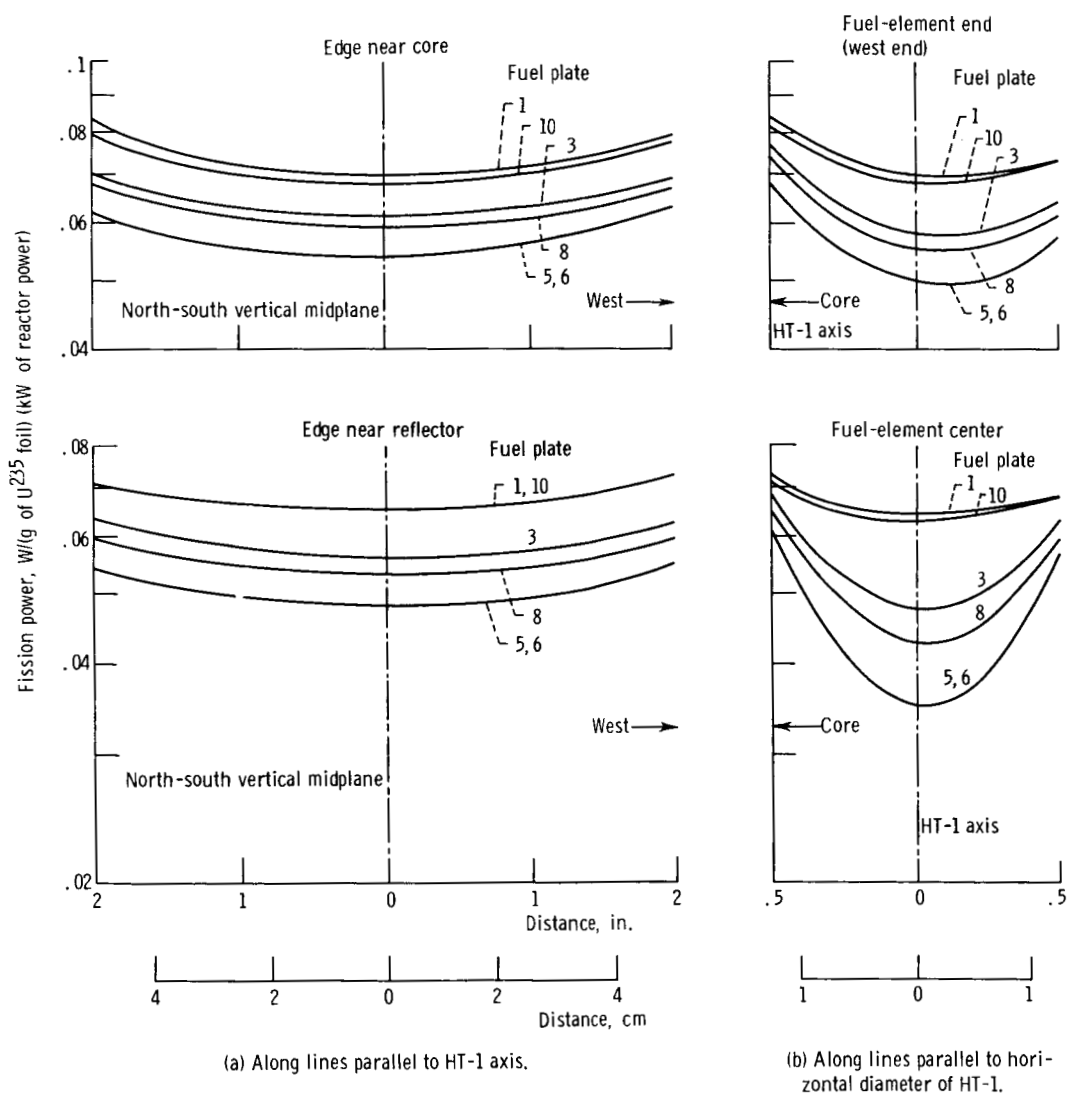 Edge near core
Fuel plate
1
10
3
8
5, 6
North-south vertical midplane
West
.1
.08
.06
.04
Fuel-element end
(west end)
Fuel plate
1
10
3
8
5, 6
Core
HT-1 axis
Fission power, W/(g of U235 foil) (kW of reactor power)
Edge near reflector
Fuel plate
1, 10
3
8
5, 6
West
North-south vertical midplane
.08
.06
.04
.02
2 1 0 1 2
Distance, in.
4 2 0 2 4
Distance, cm
(a) Along lines parallel to HT-1 axis.
Fuel-element center
Fuel plate
1
10
3
8
5, 6
Core
HT-1 axis
.5 0 .5
1 0 1
(b) Along lines parallel to hori-
zontal diameter of HT-1.